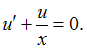 u′ + u/x = 0.